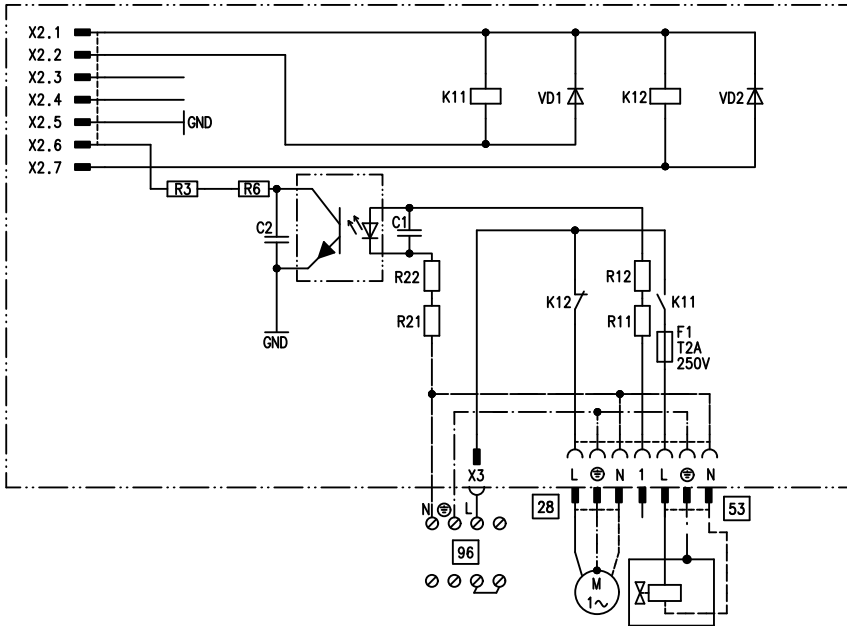 X2.1
X2.2
X2.3
X2.4
X2.5
X2.6
X2.7
GND
K11
VD1
K12
VD2
R3
R6
C2
C1
GND
R22
R21
K12
R12
R11
K11
F1
T2A
250V
X3
L
N
1
L
N
N
L
28
53
96
M
1~